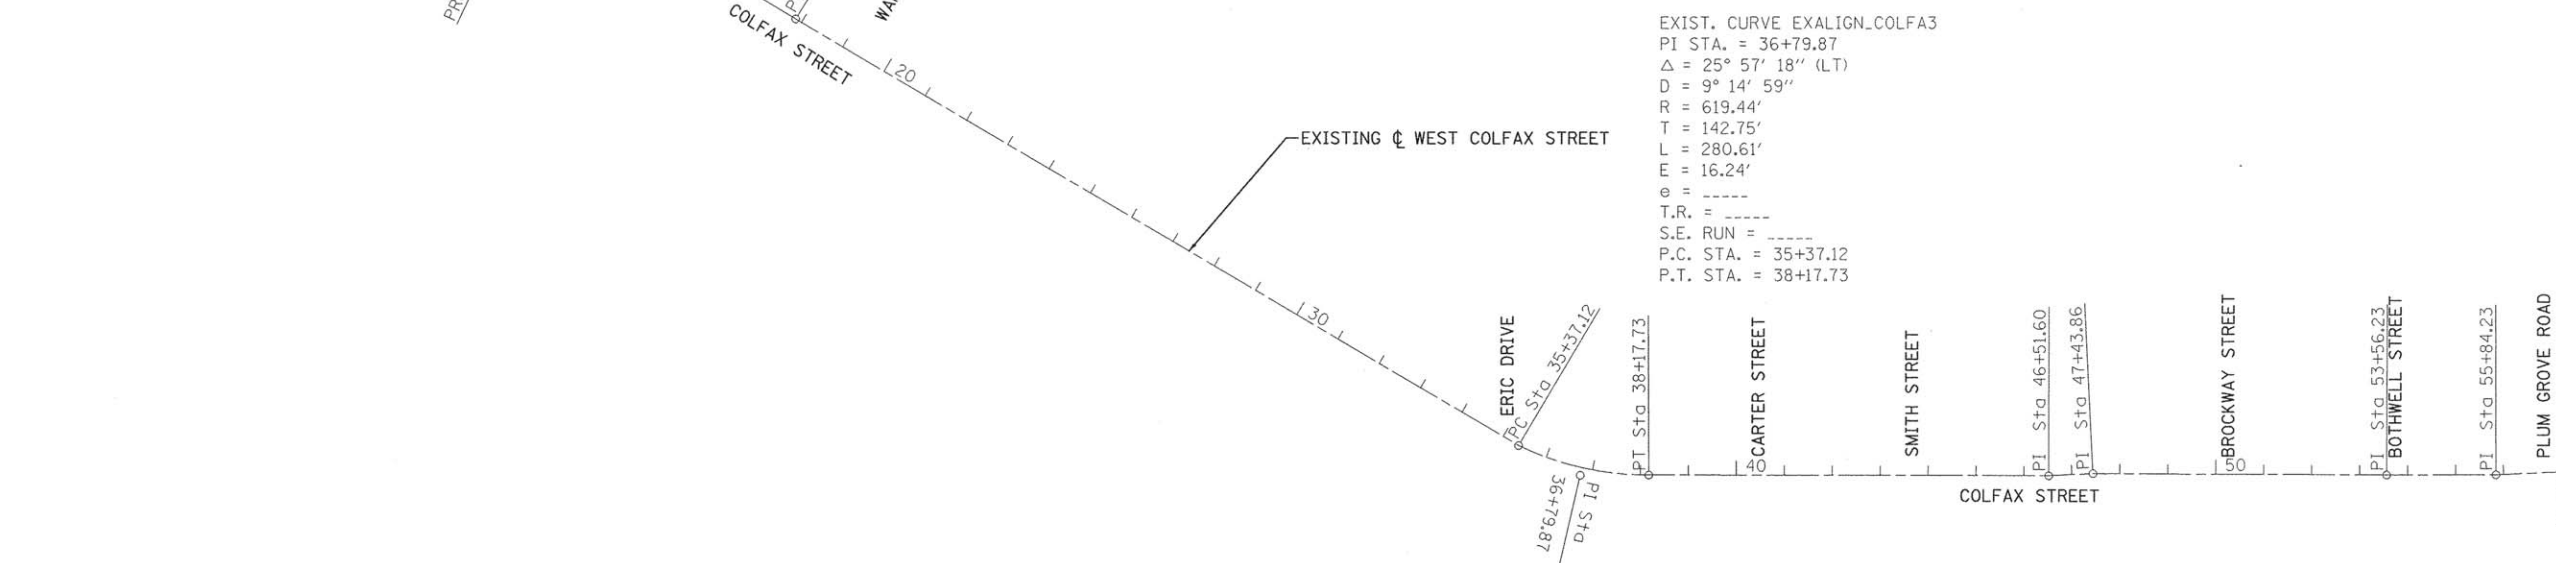 PR
P
WA
COLFAX STREET
20
EXISTING ℄ WEST COLFAX STREET
30
EXIST. CURVE EXALIGN_COLFA3
PI STA. = 36+79.87
Δ = 25° 57' 18" (LT)
D = 9° 14' 59"
R = 619.44'
T = 142.75'
L = 280.61'
E = 16.24'
e = _____
T.R. = _____
S.E. RUN = _____
P.C. STA. = 35+37.12
P.T. STA. = 38+17.73
ERIC DRIVE
PC Sta 35+37.12
PI Sta
36+79.87
PT Sta 38+17.73
CARTER STREET
40
SMITH STREET
PI Sta 46+51.60
PI Sta 47+43.86
BROCKWAY STREET
50
PI Sta 53+56.23
BOTHWELL STREET
PI Sta 55+84.23
PLUM GROVE ROAD
COLFAX STREET